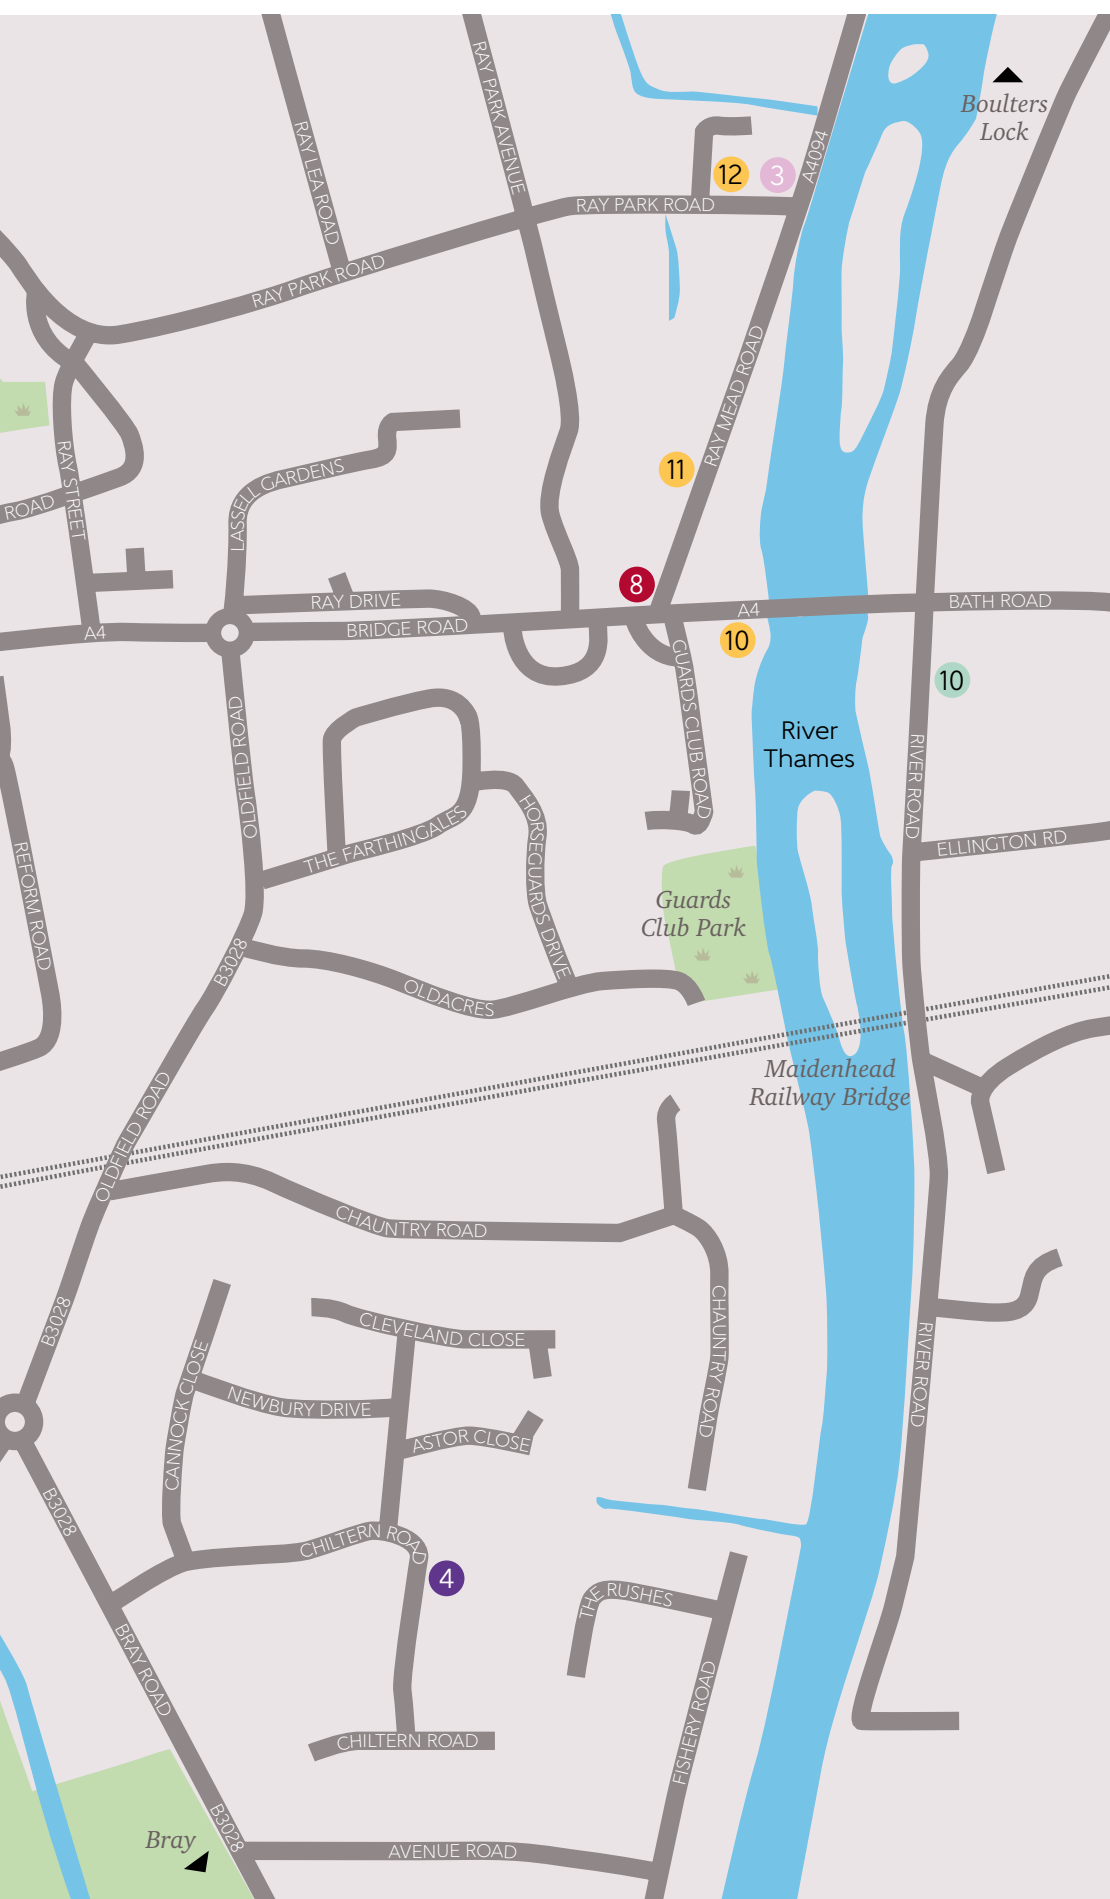 RAY PARK AVENUE
Boulters
Lock
RAY LEA ROAD
A4094
12
3
RAY PARK ROAD
RAY PARK ROAD
RAY MEAD ROAD
RAY STREET
LASSELL GARDENS
11
ROAD
8
RAY DRIVE
A4
BATH ROAD
A4
BRIDGE ROAD
10
GUARDS CLUB ROAD
10
OLDFIELD ROAD
River
Thames
RIVER ROAD
THE FARTHINGALES
HORSEGUARDS DRIVE
ELLINGTON RD
REFORM ROAD
Guards
Club Park
B3028
OLDACRES
Maidenhead
Railway Bridge
OLDFIELD ROAD
CHAUNTRY ROAD
B3028
CLEVELAND CLOSE
CHAUNTRY ROAD
RIVER ROAD
CANNOCK CLOSE
NEWBURY DRIVE
ASTOR CLOSE
B3028
CHILTERN ROAD
4
THE RUSHES
BRAY ROAD
FISHERY ROAD
CHILTERN ROAD
B3028
Bray
AVENUE ROAD